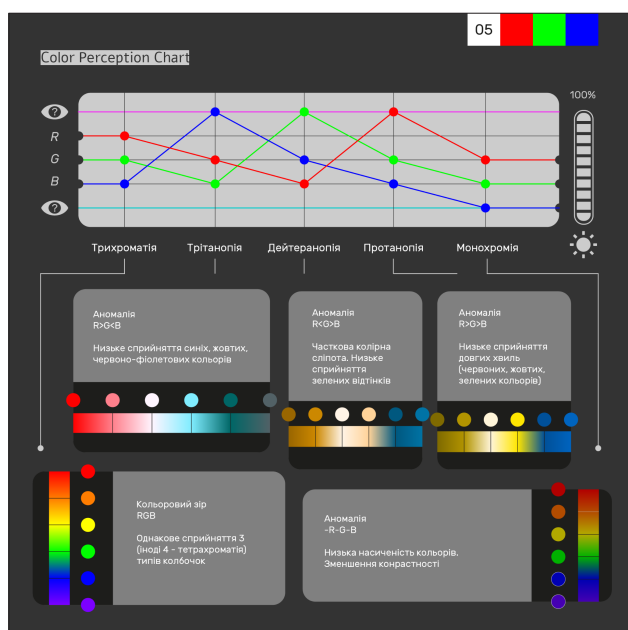 05
Color Perception Chart
100%
?
R
G
B
?
Трихроматія Трітанопія Дейтеранопія Протанопія Монохромія
Аномалія
R>G<B
Низьке сприйняття синіх, жовтих,
червоно-фіолетових кольорів
Аномалія
R<G>B
Часткова колірна
сліпота. Низьке
сприйняття
зелених відтінків
Аномалія
R>G>B
Низьке сприйняття
довгих хвиль
(червоних, жовтих,
зелених кольорів)
Кольоровий зір
RGB
Однакове сприйняття 3
(іноді 4 - тетрахроматія)
типів колбочок
Аномалія
-R-G-B
Низька насиченість кольорів.
Зменшення конрастності